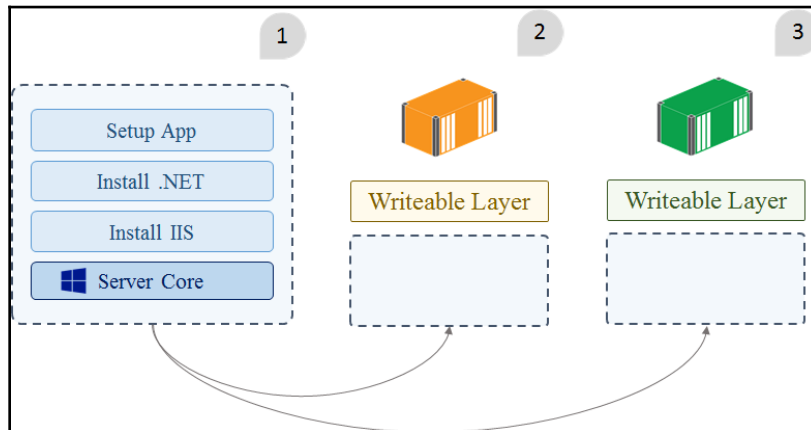 1
2
3
Setup App
Install .NET
Install IIS
Server Core
Writeable Layer
Writeable Layer